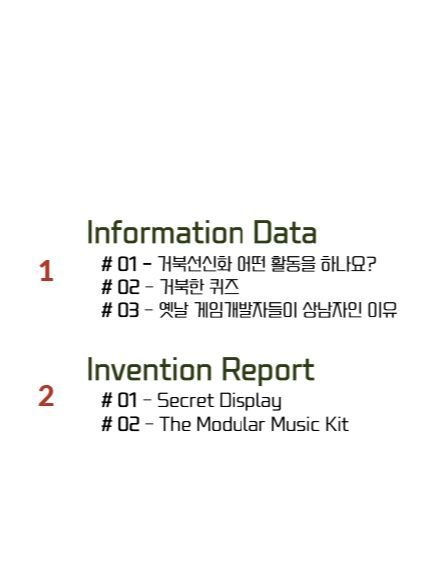 Information Data
1
# 01 – 거북선신화 어떤 활동을 하나요?
# 02 – 거북한 퀴즈
# 03 – 옛날 게임개발자들이 상남자인 이유
Invention Report
2
# 01 – Secret Display
# 02 – The Modular Music Kit